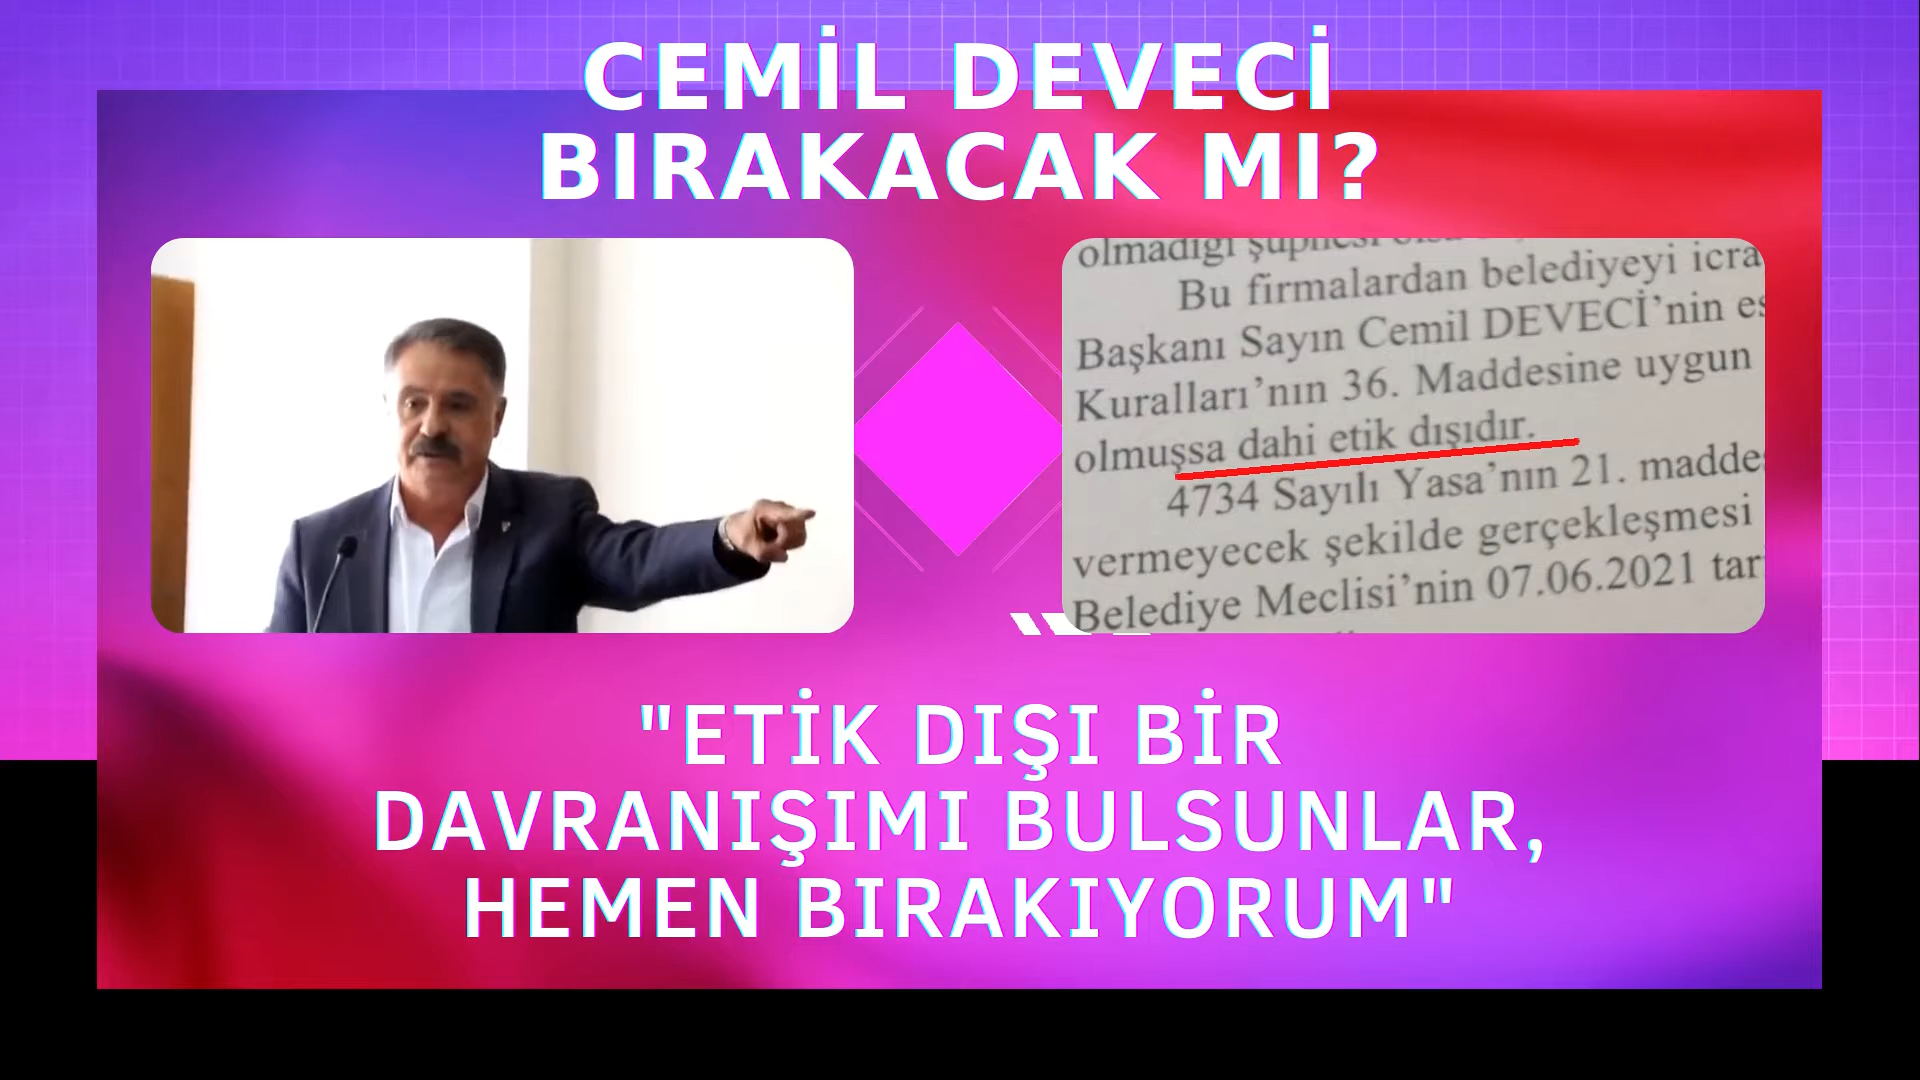 CEMİL DEVECİ
BIRAKACAK MI?
olmadığı şüphesi
Bu firmalardan belediyeyi icra
Başkanı Sayın Cemil DEVECİ'nin es
Kuralları'nın 36. Maddesine uygun
olmuşsa dahi etik dışıdır.
4734 Sayılı Yasa'nın 21. madde
vermeyecek şekilde gerçekleşmesi
Belediye Meclisi'nin 07.06.2021 tar
"ETİK DIŞI BİR
DAVRANIŞIMI BULSUNLAR,
HEMEN BIRAKIYORUM"